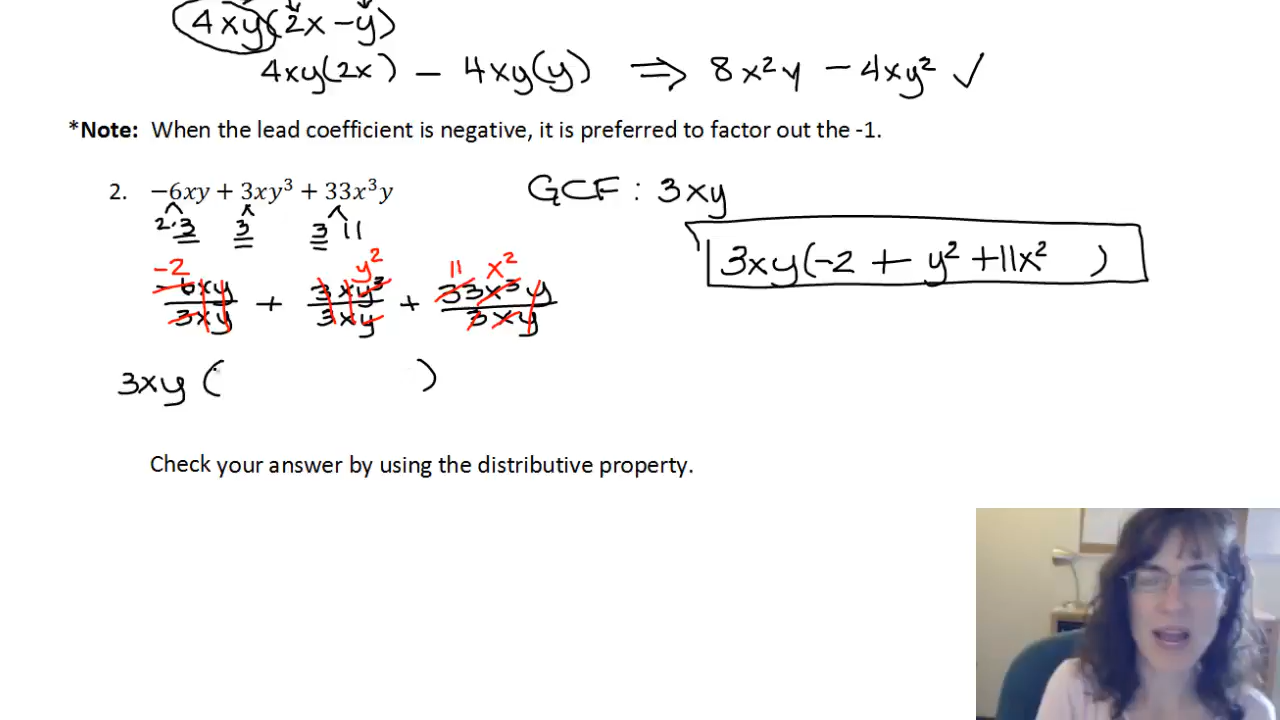 4xy(2x −y)
4xy(2x) − 4xy(y) ⇒ 8x²y − 4xy² ✓
*Note: When the lead coefficient is negative, it is preferred to factor out the -1.
2. −6xy + 3xy³ + 33x³y GCF : 3xy
2·3 3 3 11
3xy(-2 + y² +11x² )
-2 y² 11 x²
-6xy/3xy + 3xy³/3xy + 33x³y/3xy
3xy ( )
Check your answer by using the distributive property.